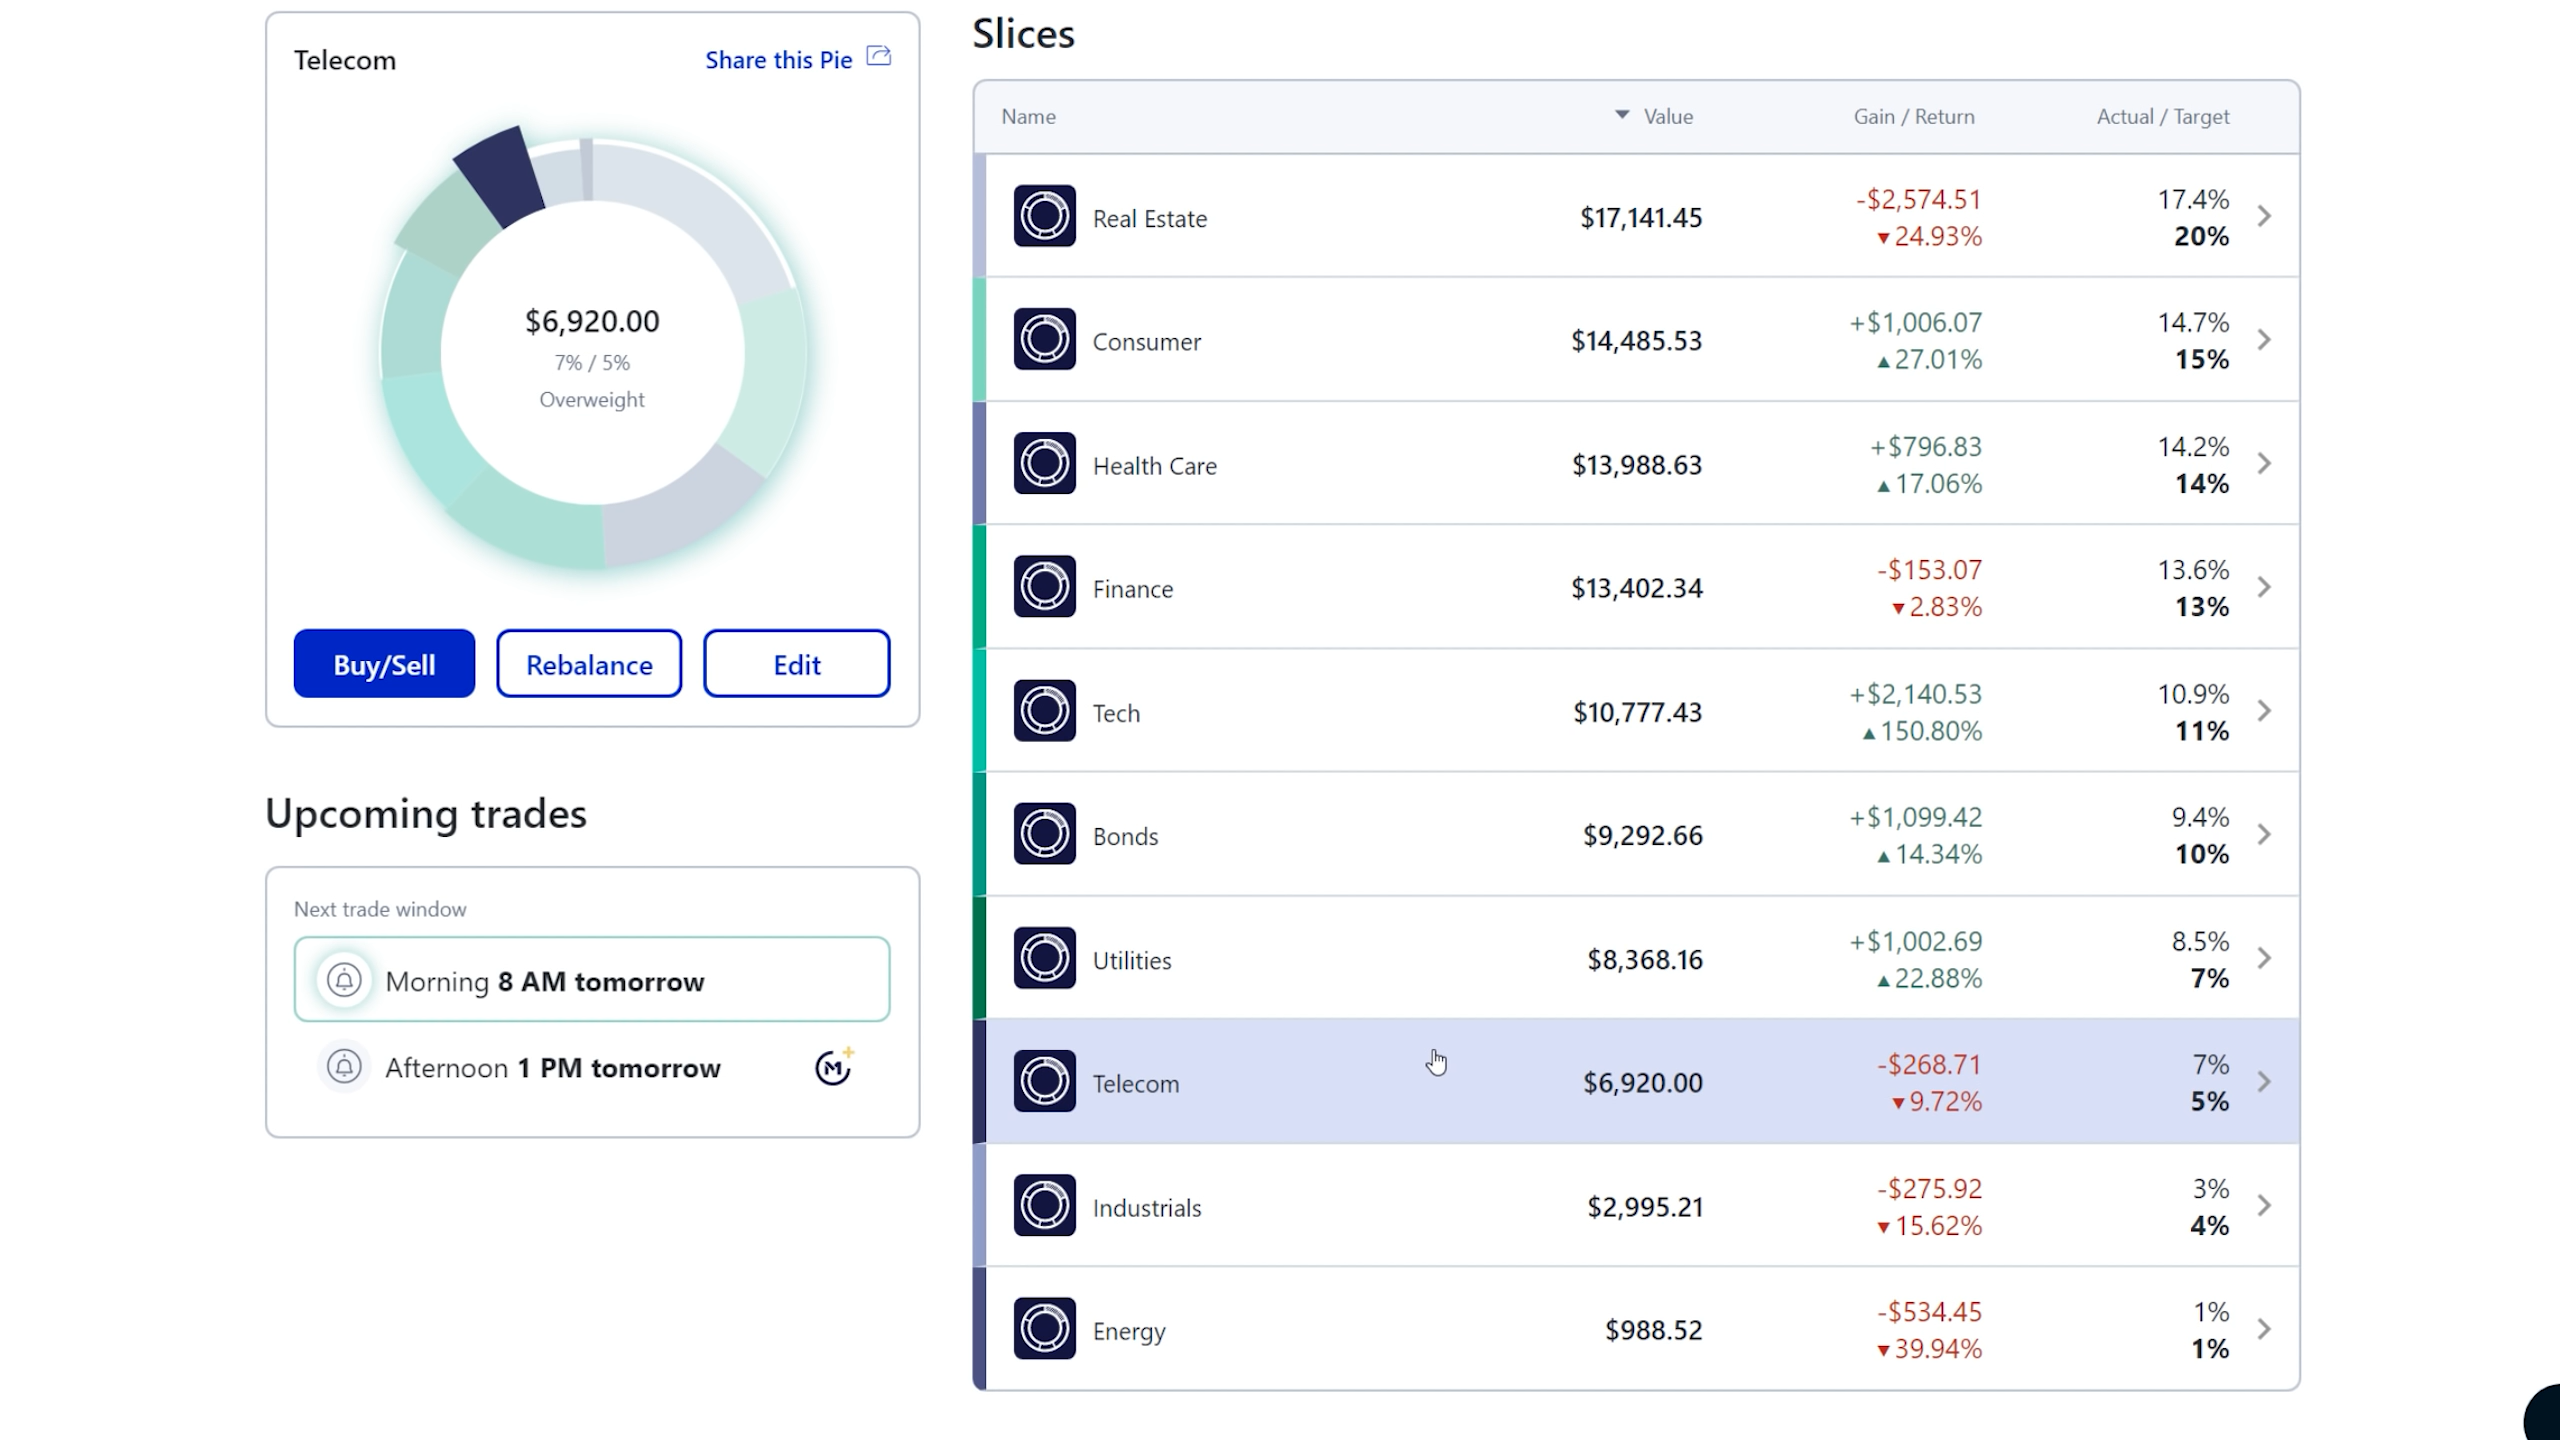 Telecom
Share this Pie
$6,920.00
7% / 5%
Overweight
Buy/Sell
Rebalance
Edit
Upcoming trades
Next trade window
Morning 8 AM tomorrow
Afternoon 1 PM tomorrow
M+
Slices
Name ▼ Value Gain / Return Actual / Target
Real Estate $17,141.45 -$2,574.51 17.4%
▼24.93% 20%
Consumer $14,485.53 +$1,006.07 14.7%
▲27.01% 15%
Health Care $13,988.63 +$796.83 14.2%
▲17.06% 14%
Finance $13,402.34 -$153.07 13.6%
▼2.83% 13%
Tech $10,777.43 +$2,140.53 10.9%
▲150.80% 11%
Bonds $9,292.66 +$1,099.42 9.4%
▲14.34% 10%
Utilities $8,368.16 +$1,002.69 8.5%
▲22.88% 7%
Telecom $6,920.00 -$268.71 7%
▼9.72% 5%
Industrials $2,995.21 -$275.92 3%
▼15.62% 4%
Energy $988.52 -$534.45 1%
▼39.94% 1%